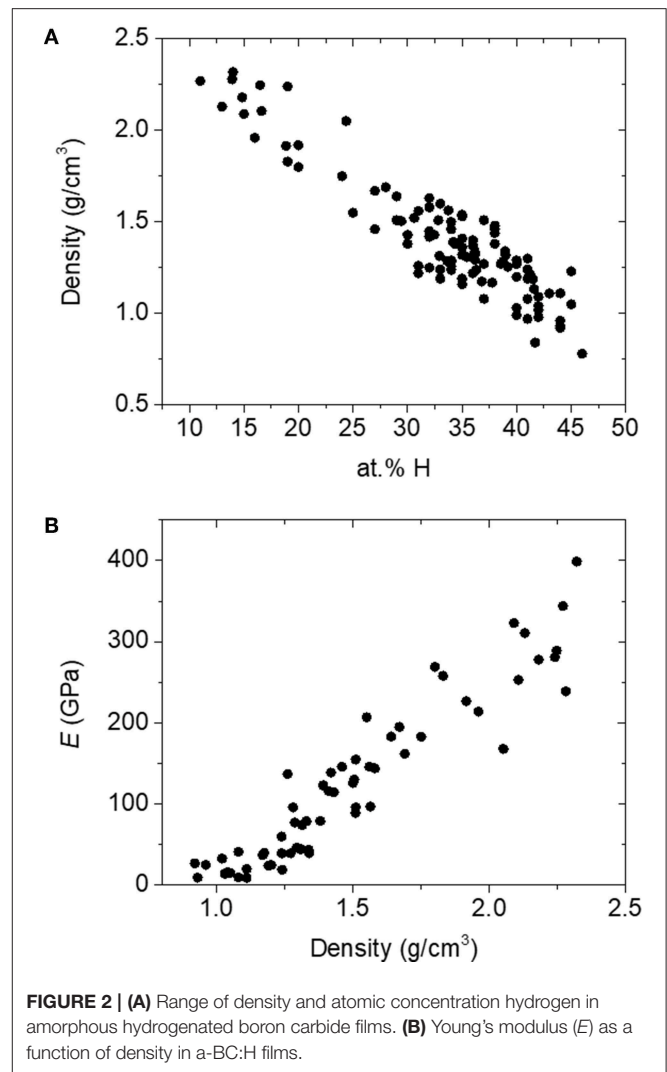 A
2.5
2.0
1.5
1.0
0.5
Density (g/cm³)
10 15 20 25 30 35 40 45 50
at.% H
B
400
300
200
100
0
E (GPa)
1.0 1.5 2.0 2.5
Density (g/cm³)
FIGURE 2 | (A) Range of density and atomic concentration hydrogen in
amorphous hydrogenated boron carbide films. (B) Young's modulus (E) as a
function of density in a-BC:H films.